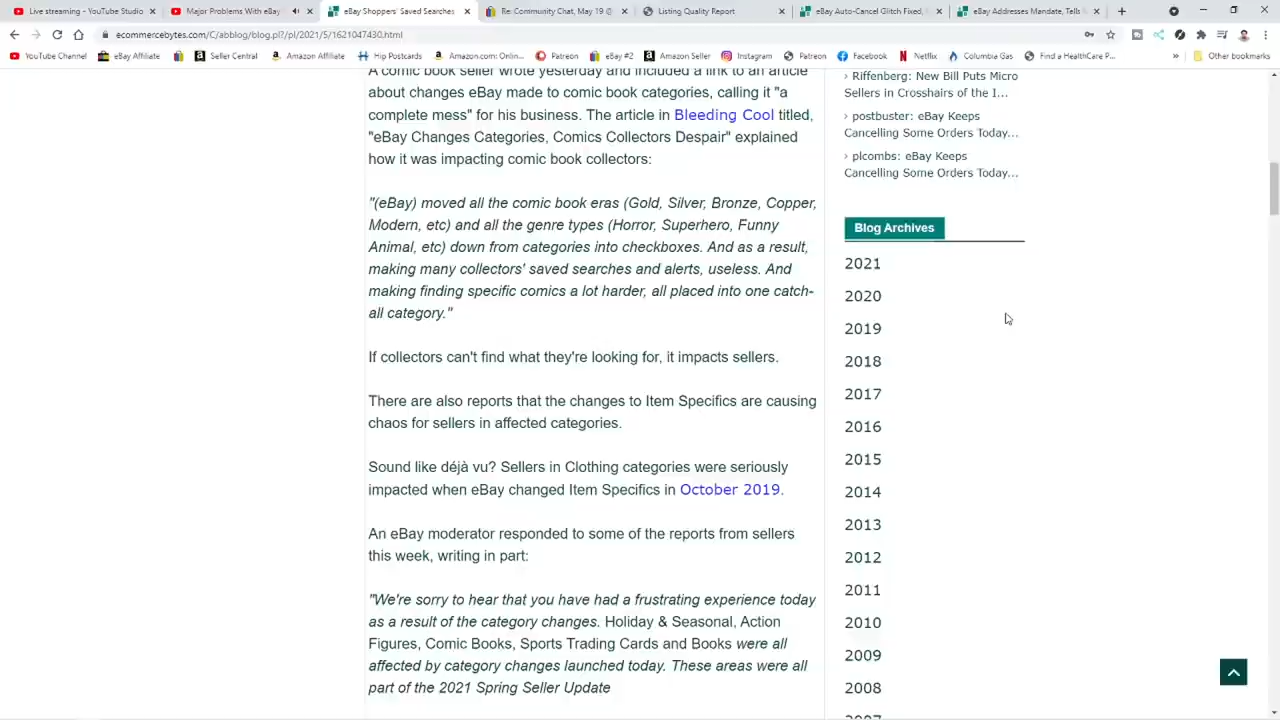 Live streaming - YouTube Studio
Major Problems With eBay
eBay Shoppers' Saved Searches
Re: Community Chat, May 19 @
Listing Quality Report
eBay Auto-Cancel Glitch Fixed,
eBay Addresses Mandate, Tells
ecommercebytes.com/C/abblog/blog.pl?/pl/2021/5/1621047430.html
YouTube Channel
eBay Affiliate
Seller Central
Amazon Affiliate
Hip Postcards
Amazon.com: Onlin...
Patreon
eBay #2
Amazon Seller
Instagram
Patreon
Facebook
Netflix
Columbia Gas
Find a HealthCare P...
»
Other bookmarks
A comic book seller wrote yesterday and included a link to an article
about changes eBay made to comic book categories, calling it "a
complete mess" for his business. The article in Bleeding Cool titled,
"eBay Changes Categories, Comics Collectors Despair" explained
how it was impacting comic book collectors:
"(eBay) moved all the comic book eras (Gold, Silver, Bronze, Copper,
Modern, etc) and all the genre types (Horror, Superhero, Funny
Animal, etc) down from categories into checkboxes. And as a result,
making many collectors' saved searches and alerts, useless. And
making finding specific comics a lot harder, all placed into one catch-
all category."
If collectors can't find what they're looking for, it impacts sellers.
There are also reports that the changes to Item Specifics are causing
chaos for sellers in affected categories.
Sound like déjà vu? Sellers in Clothing categories were seriously
impacted when eBay changed Item Specifics in October 2019.
An eBay moderator responded to some of the reports from sellers
this week, writing in part:
"We're sorry to hear that you have had a frustrating experience today
as a result of the category changes. Holiday & Seasonal, Action
Figures, Comic Books, Sports Trading Cards and Books were all
affected by category changes launched today. These areas were all
part of the 2021 Spring Seller Update
› Riffenberg: New Bill Puts Micro
Sellers in Crosshairs of the I...
› postbuster: eBay Keeps
Cancelling Some Orders Today...
› plcombs: eBay Keeps
Cancelling Some Orders Today...
Blog Archives
2021
2020
2019
2018
2017
2016
2015
2014
2013
2012
2011
2010
2009
2008
2007